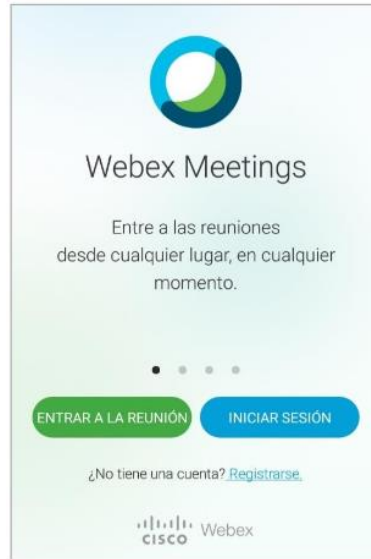 Webex Meetings
Entre a las reuniones
desde cualquier lugar, en cualquier
momento.
ENTRAR A LA REUNIÓN
INICIAR SESIÓN
¿No tiene una cuenta? Registrarse.
CISCO Webex